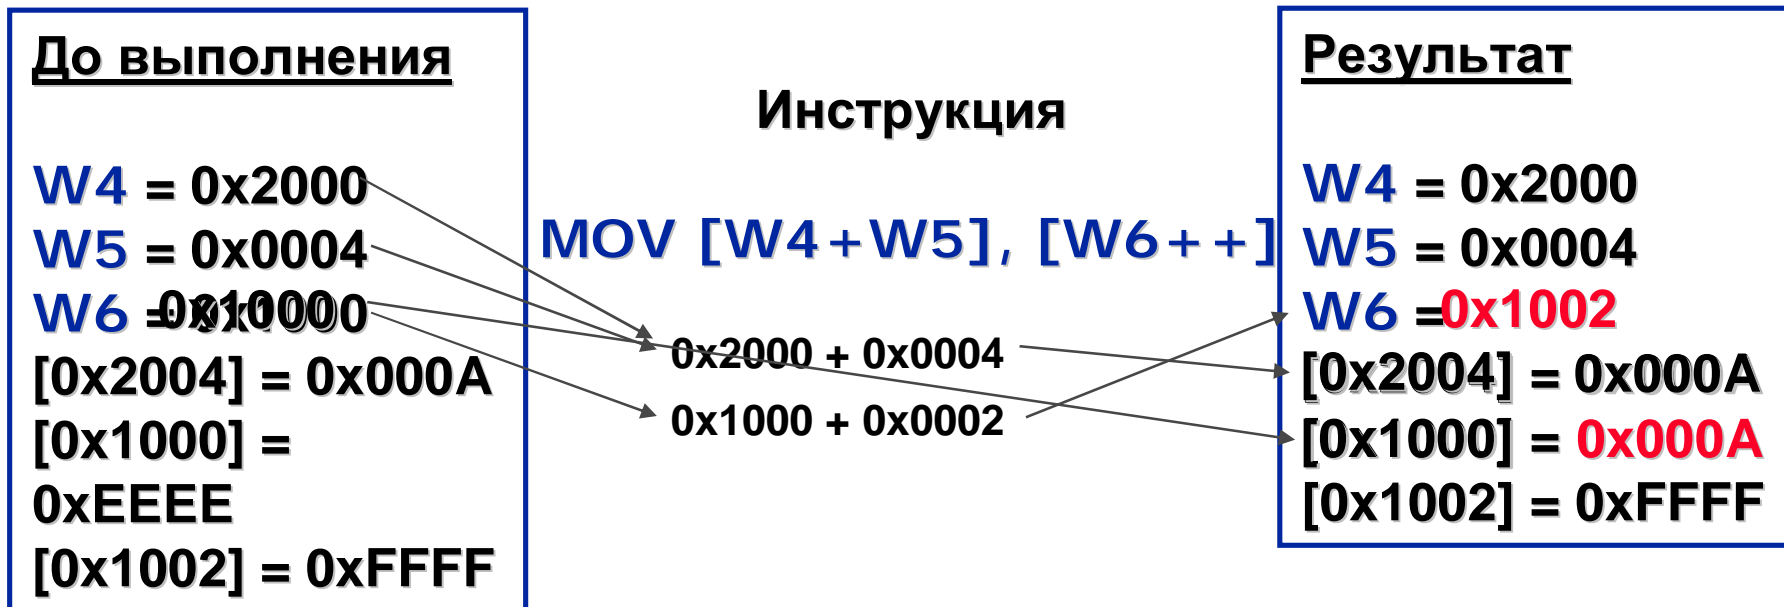 До выполнения
W4 = 0x2000
W5 = 0x0004
W6 = 0x1000
[0x2004] = 0x000A
[0x1000] =
0xEEEE
[0x1002] = 0xFFFF
Инструкция
MOV [W4+W5], [W6++]
0x2000 + 0x0004
0x1000 + 0x0002
Результат
W4 = 0x2000
W5 = 0x0004
W6 =0x1002
[0x2004] = 0x000A
[0x1000] = 0x000A
[0x1002] = 0xFFFF